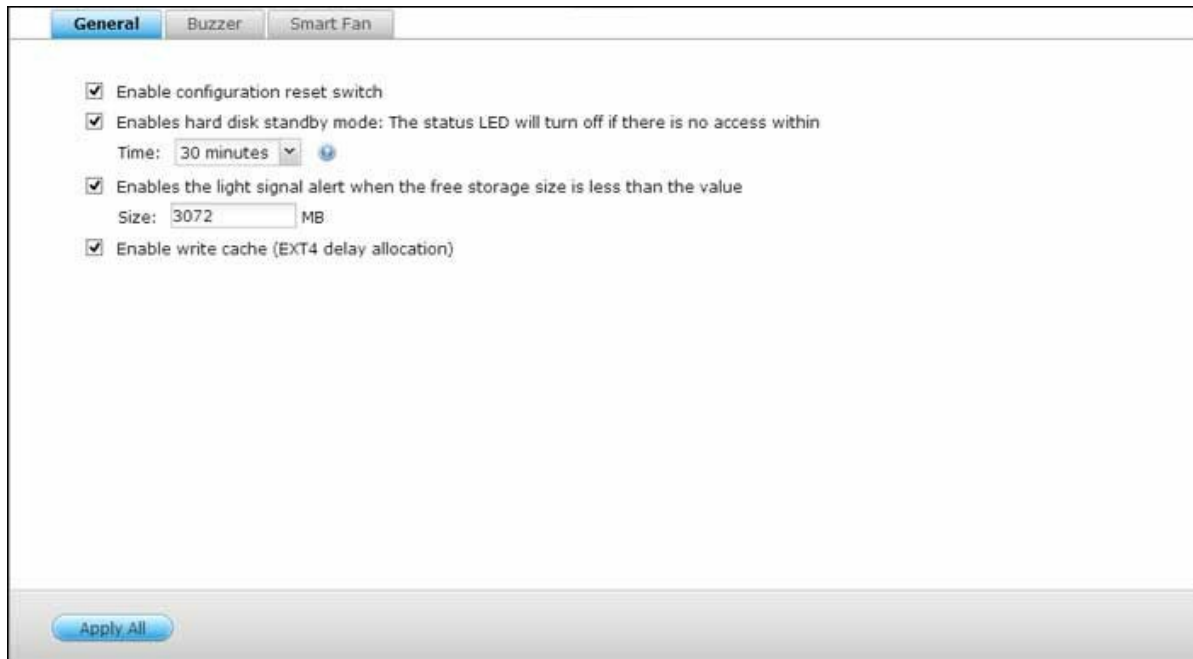 General Buzzer Smart Fan
Enable configuration reset switch
Enables hard disk standby mode: The status LED will turn off if there is no access within
Time: 30 minutes
Enables the light signal alert when the free storage size is less than the value
Size: 3072 MB
Enable write cache (EXT4 delay allocation)
Apply All